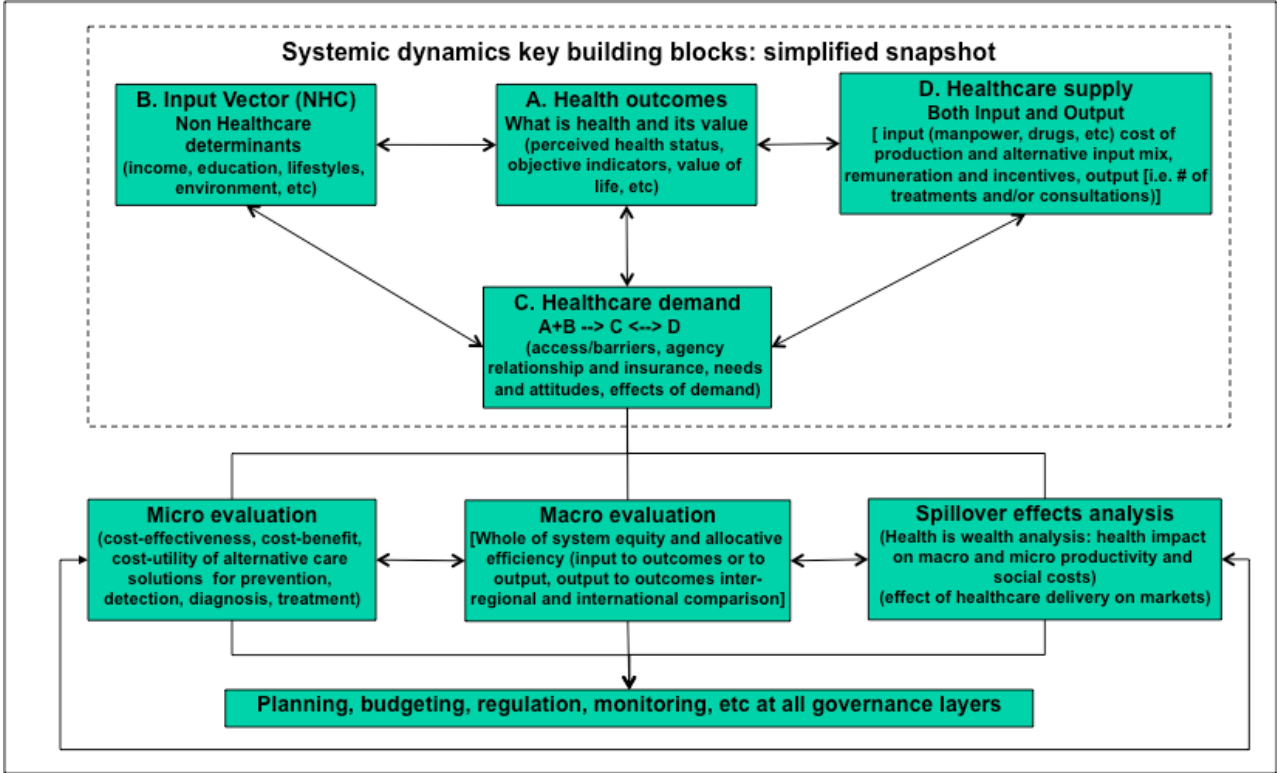 Systemic dynamics key building blocks: simplified snapshot
B. Input Vector (NHC)
Non Healthcare
determinants
(income, education, lifestyles,
environment, etc)
A. Health outcomes
What is health and its value
(perceived health status,
objective indicators, value of
life, etc)
D. Healthcare supply
Both Input and Output
[ input (manpower, drugs, etc) cost of
production and alternative input mix,
remuneration and incentives, output [i.e. # of
treatments and/or consultations)]
C. Healthcare demand
A+B --> C <--> D
(access/barriers, agency
relationship and insurance, needs
and attitudes, effects of demand)
Micro evaluation
(cost-effectiveness, cost-benefit,
cost-utility of alternative care
solutions for prevention,
detection, diagnosis, treatment)
Macro evaluation
[Whole of system equity and allocative
efficiency (input to outcomes or to
output, output to outcomes inter-
regional and international comparison]
Spillover effects analysis
(Health is wealth analysis: health impact
on macro and micro productivity and
social costs)
(effect of healthcare delivery on markets)
Planning, budgeting, regulation, monitoring, etc at all governance layers